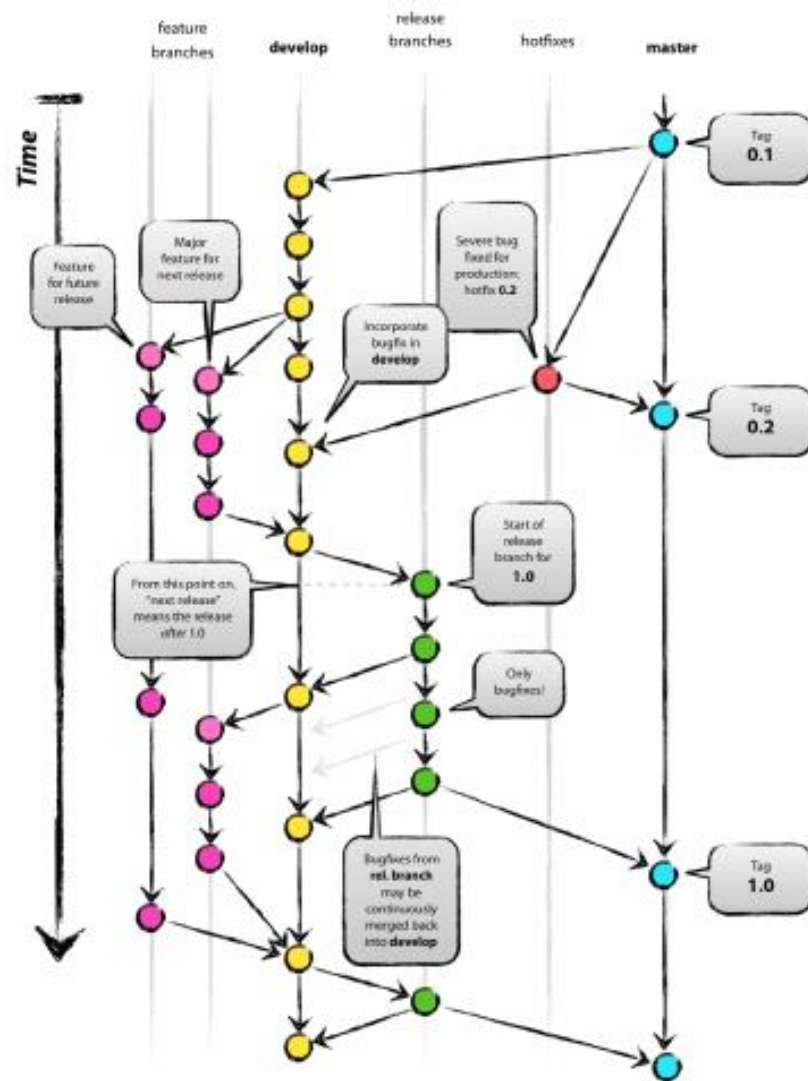 feature
branches
develop
release
branches
hotfixes
master
Time
Tag
0.1
Major
feature for
next release
Severe bug
fixed for
production:
hotfix 0.2
Feature
for future
release
Incorporate
bugfix in
develop
Tag
0.2
Start of
release
branch for
1.0
From this point on,
"next release"
means the release
after 1.0
Only
bugfixes!
Bugfixes from
rel. branch
may be
continuously
merged back
into develop
Tag
1.0